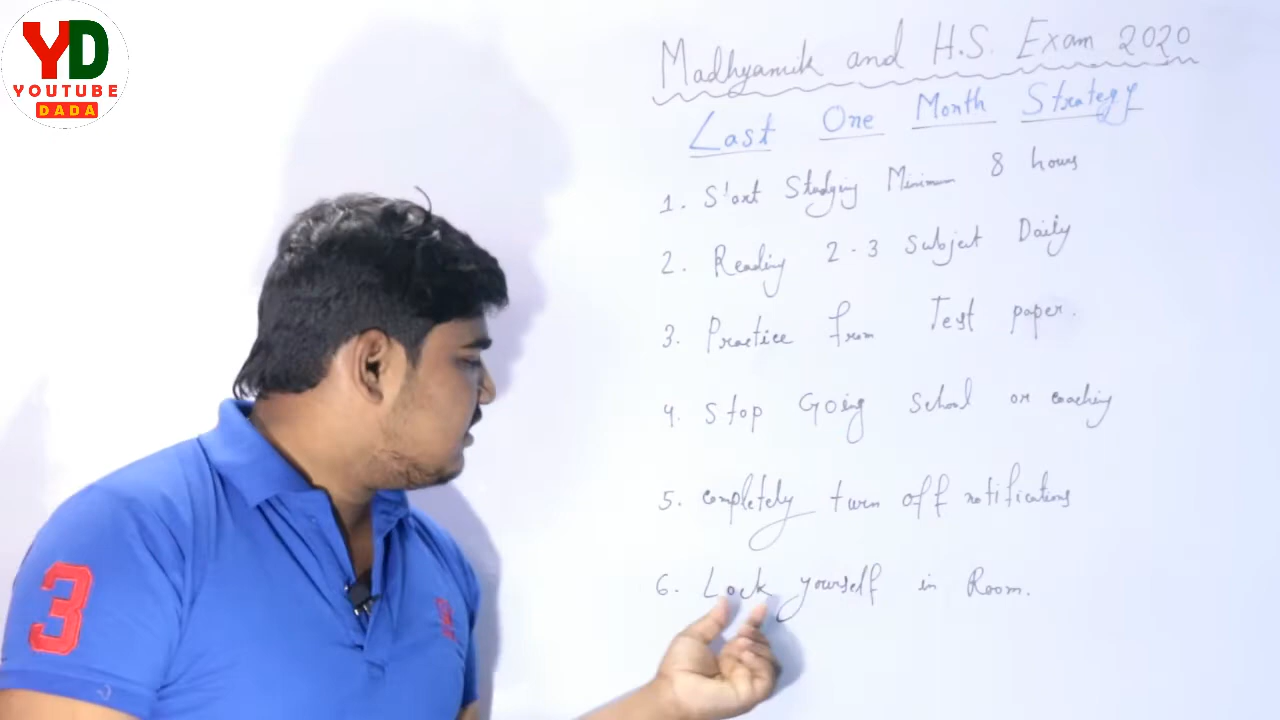 YD
YOUTUBE
DADA
Madhyamik and H.S. Exam 2020
Last One Month Strategy
1. Start Studying Minimum 8 hours
2. Reading 2-3 Subject Daily
3. Practice from Test paper.
4. Stop Going School or coaching
5. completely turn off notifications
6. Lock yourself in Room.
3